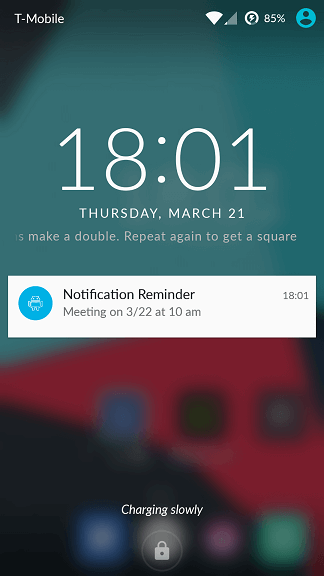 T-Mobile
85%
18:01
THURSDAY, MARCH 21
make a double. Repeat again to get a square
Notification Reminder
18:01
Meeting on 3/22 at 10 am
Charging slowly